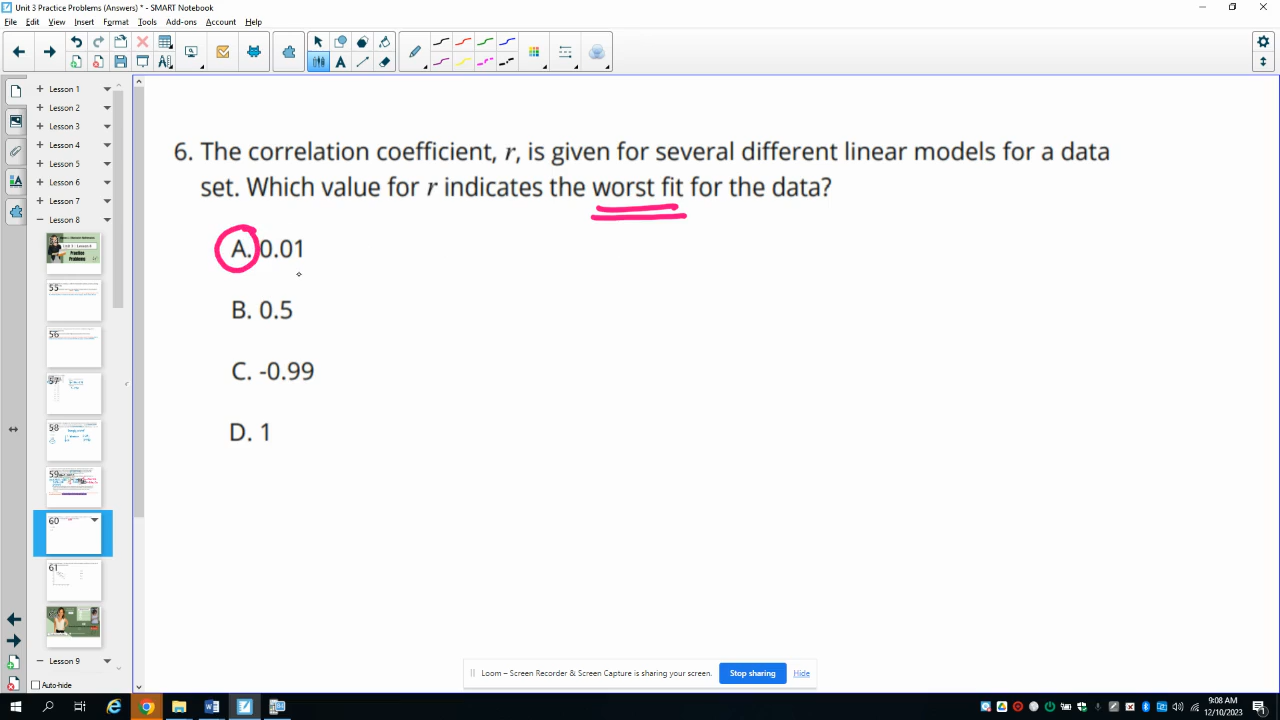 Unit 3 Practice Problems (Answers) * - SMART Notebook
File Edit View Insert Format Tools Add-ons Account Help
Lesson 1
Lesson 2
Lesson 3
Lesson 4
Lesson 5
Lesson 6
Lesson 7
Lesson 8
Practice
Problems
55
56
57
58
59
60
61
Lesson 9
Auto-hide
6. The correlation coefficient, r, is given for several different linear models for a data
set. Which value for r indicates the worst fit for the data?
A. 0.01
B. 0.5
C. -0.99
D. 1
Loom – Screen Recorder & Screen Capture is sharing your screen. Stop sharing Hide
9:08 AM
12/10/2023